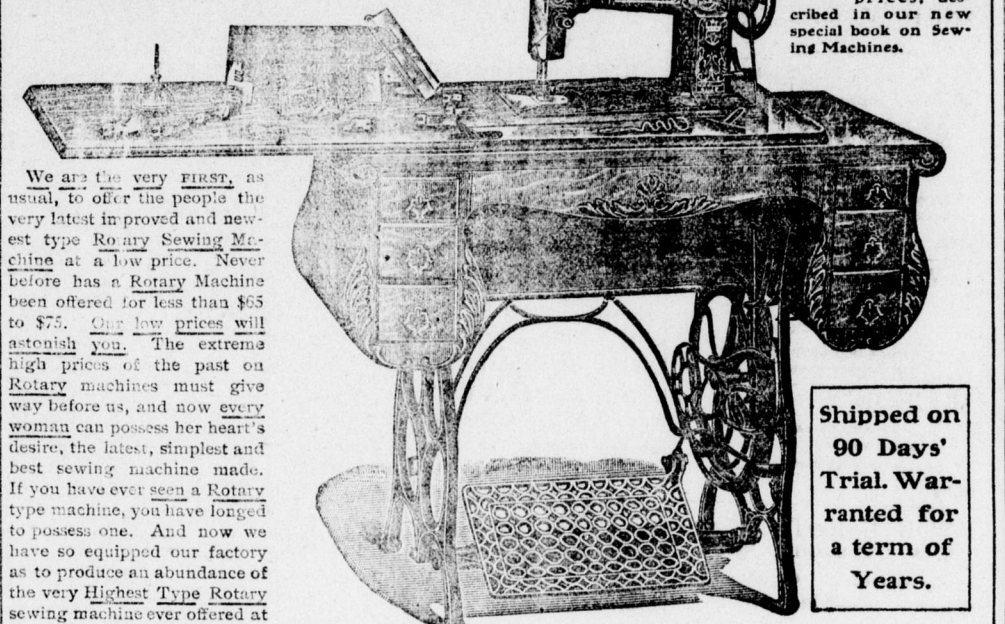 prices, des-
cribed in our new
special book on Sew-
ing Machines.
We are the very FIRST, as
usual, to offer the people the
very latest improved and new-
est type Rotary Sewing Ma-
chine at a low price. Never
before has a Rotary Machine
been offered for less than $65
to $75. Our low prices will
astonish you. The extreme
high prices of the past on
Rotary machines must give
way before us, and now every
woman can possess her heart's
desire, the latest, simplest and
best sewing machine made.
If you have ever seen a Rotary
type machine, you have longed
to possess one. And now we
have so equipped our factory
as to produce an abundance of
the very Highest Type Rotary
sewing machine ever offered at
Shipped on
90 Days'
Trial. War-
ranted for
a term of
Years.